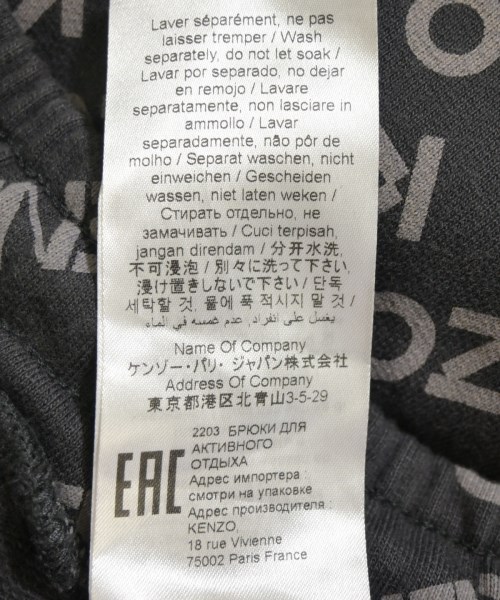 Laver séparément, ne pas
laisser tremper / Wash
separately, do not let soak /
Lavar por separado, no dejar
en remojo / Lavare
separatamente, non lasciare in
ammollo / Lavar
separadamente, não pôr de
molho / Separat waschen, nicht
einweichen / Gescheiden
wassen, niet laten weken /
Стирать отдельно, не
замачивать / Cuci terpisah,
jangan direndam / 分开水洗,
不可浸泡 / 別々に洗って下さい,
浸け置きしないで下さい / 단독
세탁할 것, 물에 푹 적시지 말 것 /
يغسل على انفراد, عدم غمسه في الماء
Name Of Company
ケンゾー・パリ・ジャパン株式会社
Address Of Company
東京都港区北青山3-5-29
EAC
2203 БРЮКИ ДЛЯ
АКТИВНОГО
ОТДЫХА
Адрес импортера :
смотри на упаковке
Адрес производителя :
KENZO,
18 rue Vivienne
75002 Paris France